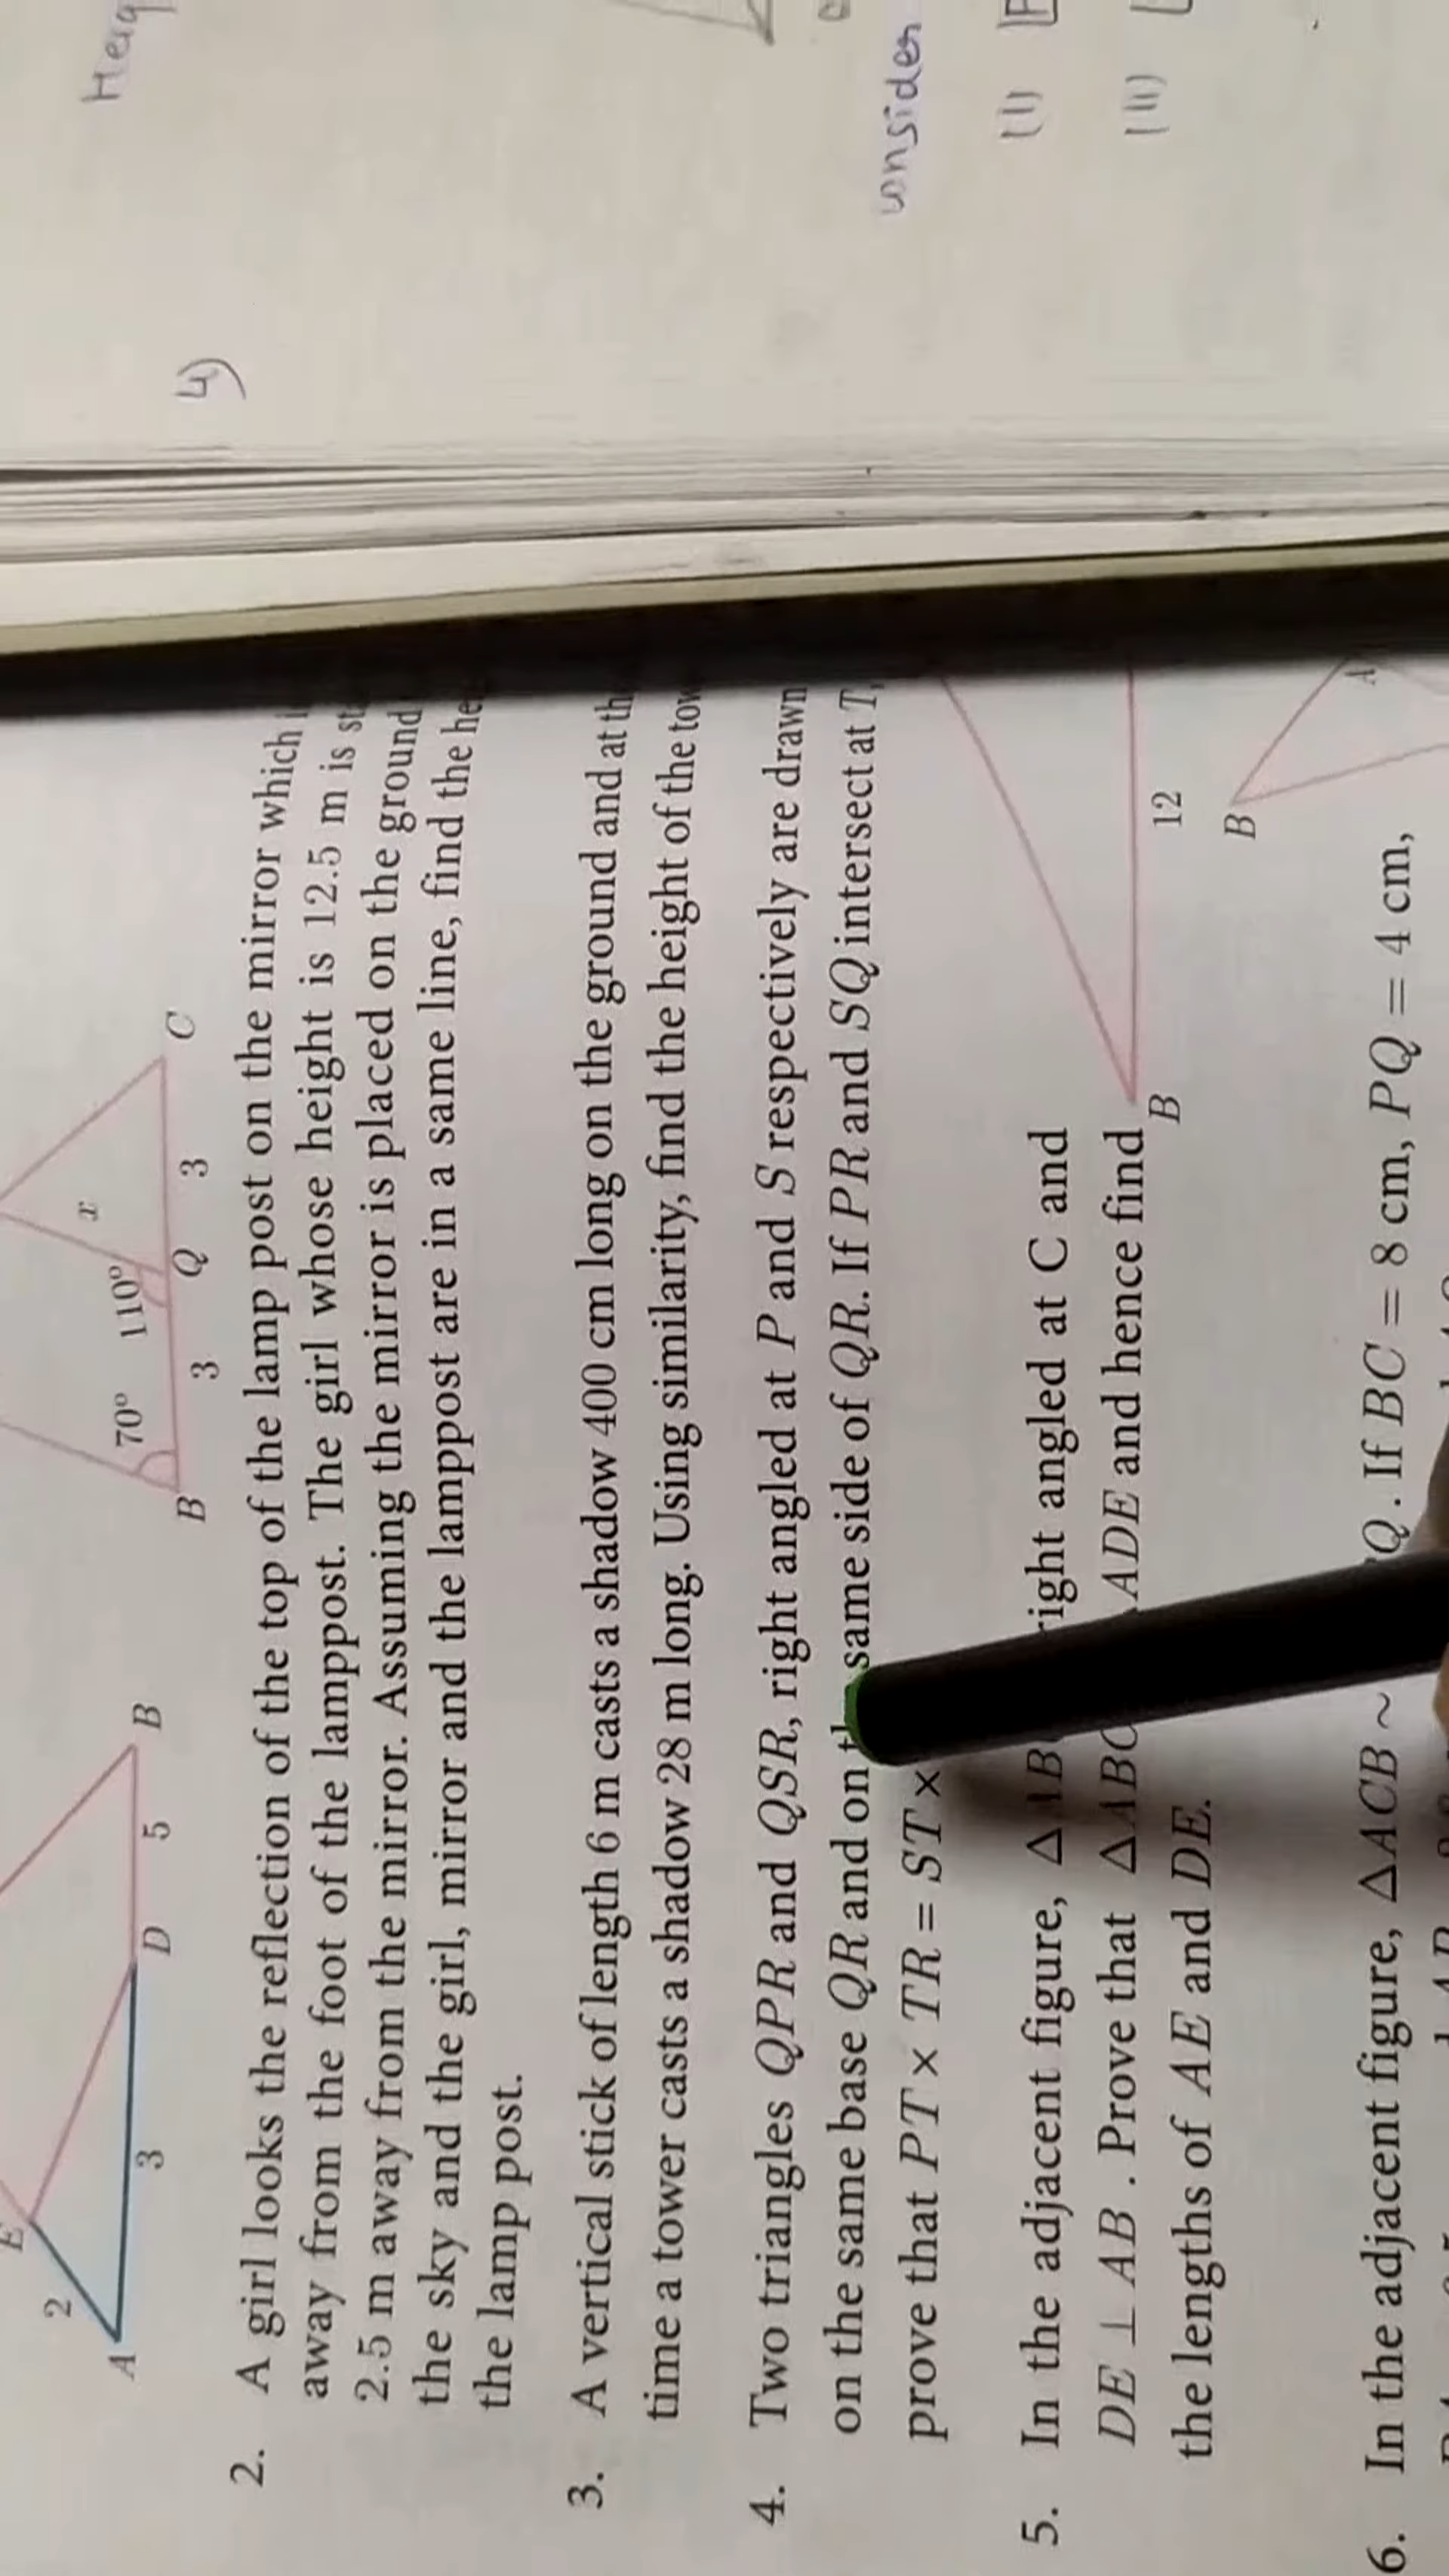 E
2
A
3
D
5
B
70°
110°
x
B
3
Q
3
C
2. A girl looks the reflection of the top of the lamp post on the mirror which
away from the foot of the lamppost. The girl whose height is 12.5 m is
2.5 m away from the mirror. Assuming the mirror is placed on the ground
the sky and the girl, mirror and the lamppost are in a same line, find the
the lamp post.
3. A vertical stick of length 6 m casts a shadow 400 cm long on the ground and at
time a tower casts a shadow 28 m long. Using similarity, find the height of the
4. Two triangles QPR and QSR, right angled at P and S respectively are drawn
on the same base QR and on same side of QR. If PR and SQ intersect at T,
prove that PT × TR = ST ×
5. In the adjacent figure, △AB right angled at C and
DE ⊥ AB . Prove that △ABC ADE and hence find
the lengths of AE and DE.
B
12
6. In the adjacent figure, △ACB ~ Q . If BC = 8 cm, PQ = 4 cm,
B
A
4)
(i)
(ii)